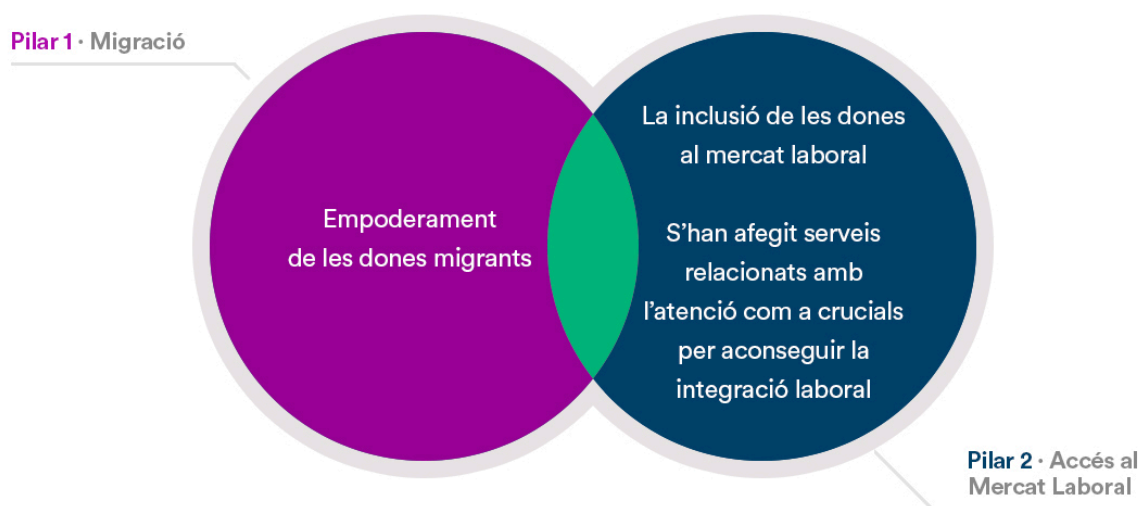 Pilar 1 · Migració
Empoderament
de les dones migrants
La inclusió de les dones
al mercat laboral
S’han afegit serveis
relacionats amb
l’atenció com a crucials
per aconseguir la
integració laboral
Pilar 2 · Accés al
Mercat Laboral